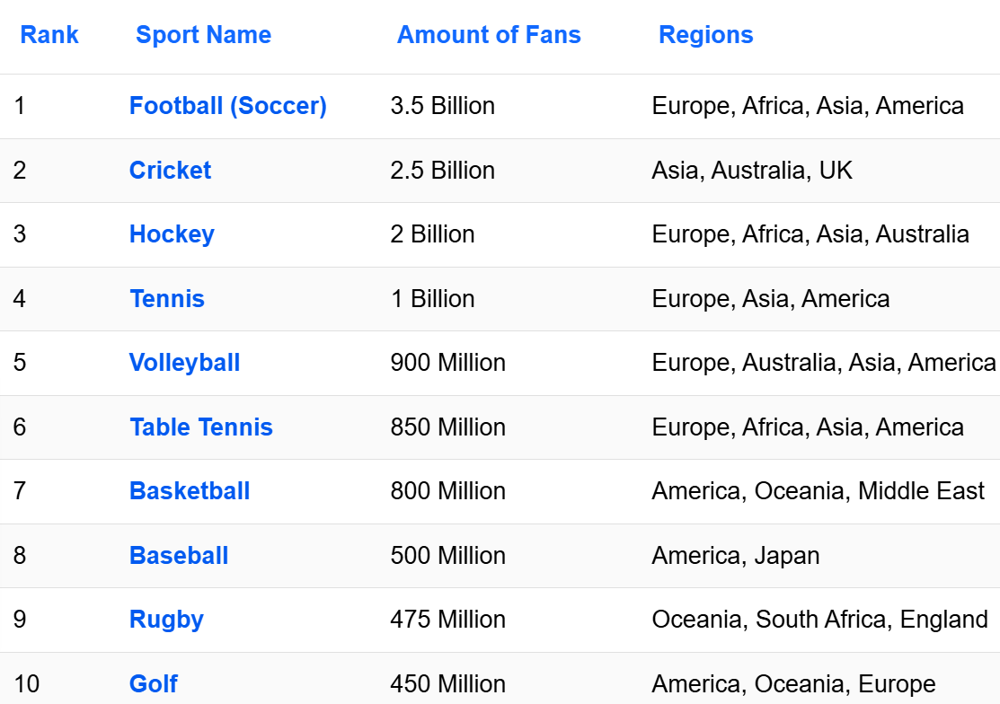 Rank Sport Name Amount of Fans Regions
1 Football (Soccer) 3.5 Billion Europe, Africa, Asia, America
2 Cricket 2.5 Billion Asia, Australia, UK
3 Hockey 2 Billion Europe, Africa, Asia, Australia
4 Tennis 1 Billion Europe, Asia, America
5 Volleyball 900 Million Europe, Australia, Asia, America
6 Table Tennis 850 Million Europe, Africa, Asia, America
7 Basketball 800 Million America, Oceania, Middle East
8 Baseball 500 Million America, Japan
9 Rugby 475 Million Oceania, South Africa, England
10 Golf 450 Million America, Oceania, Europe